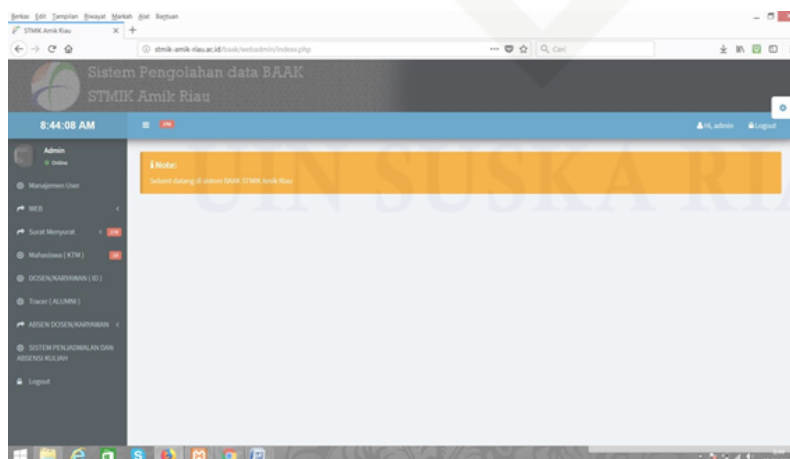 Berkas Edit Tampilan Riwayat Markah Alat Bantuan
STMIK Amik Riau
stmik-amik-riau.ac.id/baak/webadmin/index.php
Cari
Sistem Pengolahan data BAAK
STMIK Amik Riau
8:44:08 AM
Hi, admin
Logout
Admin
Online
Note:
Selamat datang di sistem BAAK STMIK Amik Riau
UIN SUSKA RIA
Manajemen User
WEB
Surat Menyurat
Mahasiswa ( KTM )
DOSEN/KARYAWAN ( ID )
Tracer ( ALUMNI )
ABSEN DOSEN/KARYAWAN
SISTEM PENJADWALAN DAN
ABSENSI KULIAH
Logout
8:44